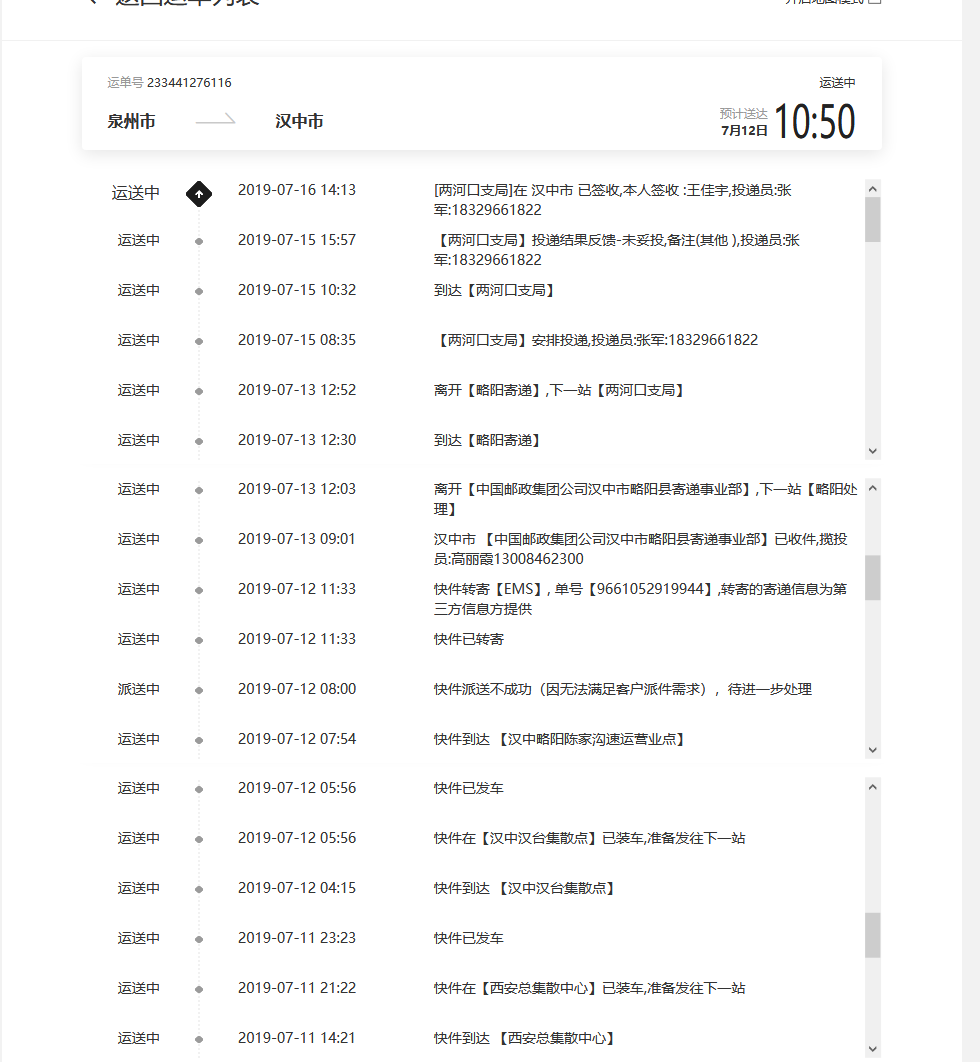 返回运单列表
开启地图模式
运单号 233441276116
运送中
泉州市
汉中市
预计送达
7月12日
10:50
运送中 2019-07-16 14:13 [两河口支局]在 汉中市 已签收,本人签收 :王佳宇,投递员:张
军:18329661822
运送中 2019-07-15 15:57 【两河口支局】投递结果反馈-未妥投,备注(其他 ),投递员:张
军:18329661822
运送中 2019-07-15 10:32 到达【两河口支局】
运送中 2019-07-15 08:35 【两河口支局】安排投递,投递员:张军:18329661822
运送中 2019-07-13 12:52 离开【略阳寄递】,下一站【两河口支局】
运送中 2019-07-13 12:30 到达【略阳寄递】
运送中 2019-07-13 12:03 离开【中国邮政集团公司汉中市略阳县寄递事业部】,下一站【略阳处
理】
运送中 2019-07-13 09:01 汉中市 【中国邮政集团公司汉中市略阳县寄递事业部】已收件,揽投
员:高丽霞13008462300
运送中 2019-07-12 11:33 快件转寄【EMS】, 单号【9661052919944】,转寄的寄递信息为第
三方信息方提供
运送中 2019-07-12 11:33 快件已转寄
派送中 2019-07-12 08:00 快件派送不成功（因无法满足客户派件需求），待进一步处理
运送中 2019-07-12 07:54 快件到达 【汉中略阳陈家沟速运营业点】
运送中 2019-07-12 05:56 快件已发车
运送中 2019-07-12 05:56 快件在【汉中汉台集散点】已装车,准备发往下一站
运送中 2019-07-12 04:15 快件到达 【汉中汉台集散点】
运送中 2019-07-11 23:23 快件已发车
运送中 2019-07-11 21:22 快件在【西安总集散中心】已装车,准备发往下一站
运送中 2019-07-11 14:21 快件到达 【西安总集散中心】